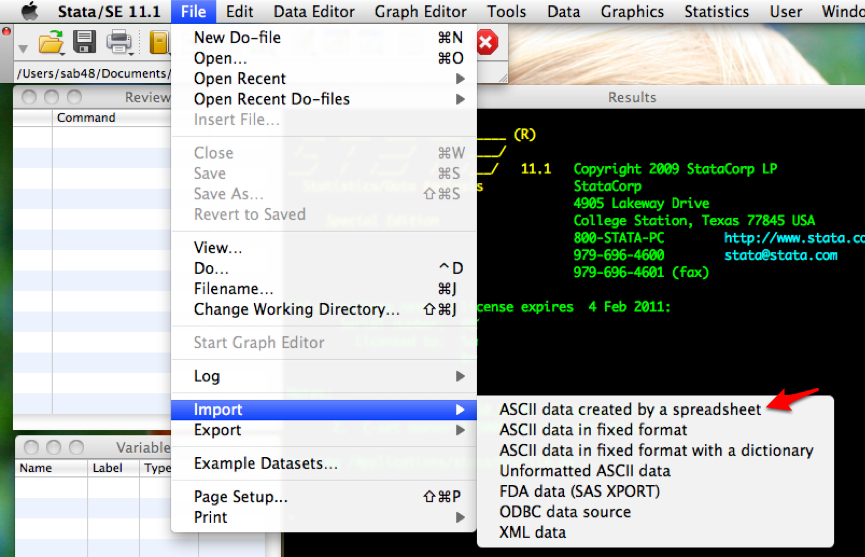 Stata/SE 11.1 File Edit Data Editor Graph Editor Tools Data Graphics Statistics User Windo
/Users/sab48/Documents/
Review
Command
New Do-file ⌘N
Open... ⌘O
Open Recent
Open Recent Do-files
Insert File...
Close ⌘W
Save ⌘S
Save As... ⇧⌘S
Revert to Saved
View...
Do... ^D
Filename... ⌘J
Change Working Directory... ⇧⌘J
Start Graph Editor
Log
Import
Export
Example Datasets...
Page Setup... ⇧⌘P
Print
ASCII data created by a spreadsheet
ASCII data in fixed format
ASCII data in fixed format with a dictionary
Unformatted ASCII data
FDA data (SAS XPORT)
ODBC data source
XML data
Results
(R)
11.1 Copyright 2009 StataCorp LP
StataCorp
4905 Lakeway Drive
College Station, Texas 77845 USA
800-STATA-PC http://www.stata.co
979-696-4600 stata@stata.com
979-696-4601 (fax)
cense expires 4 Feb 2011:
Variable
Name Label Type